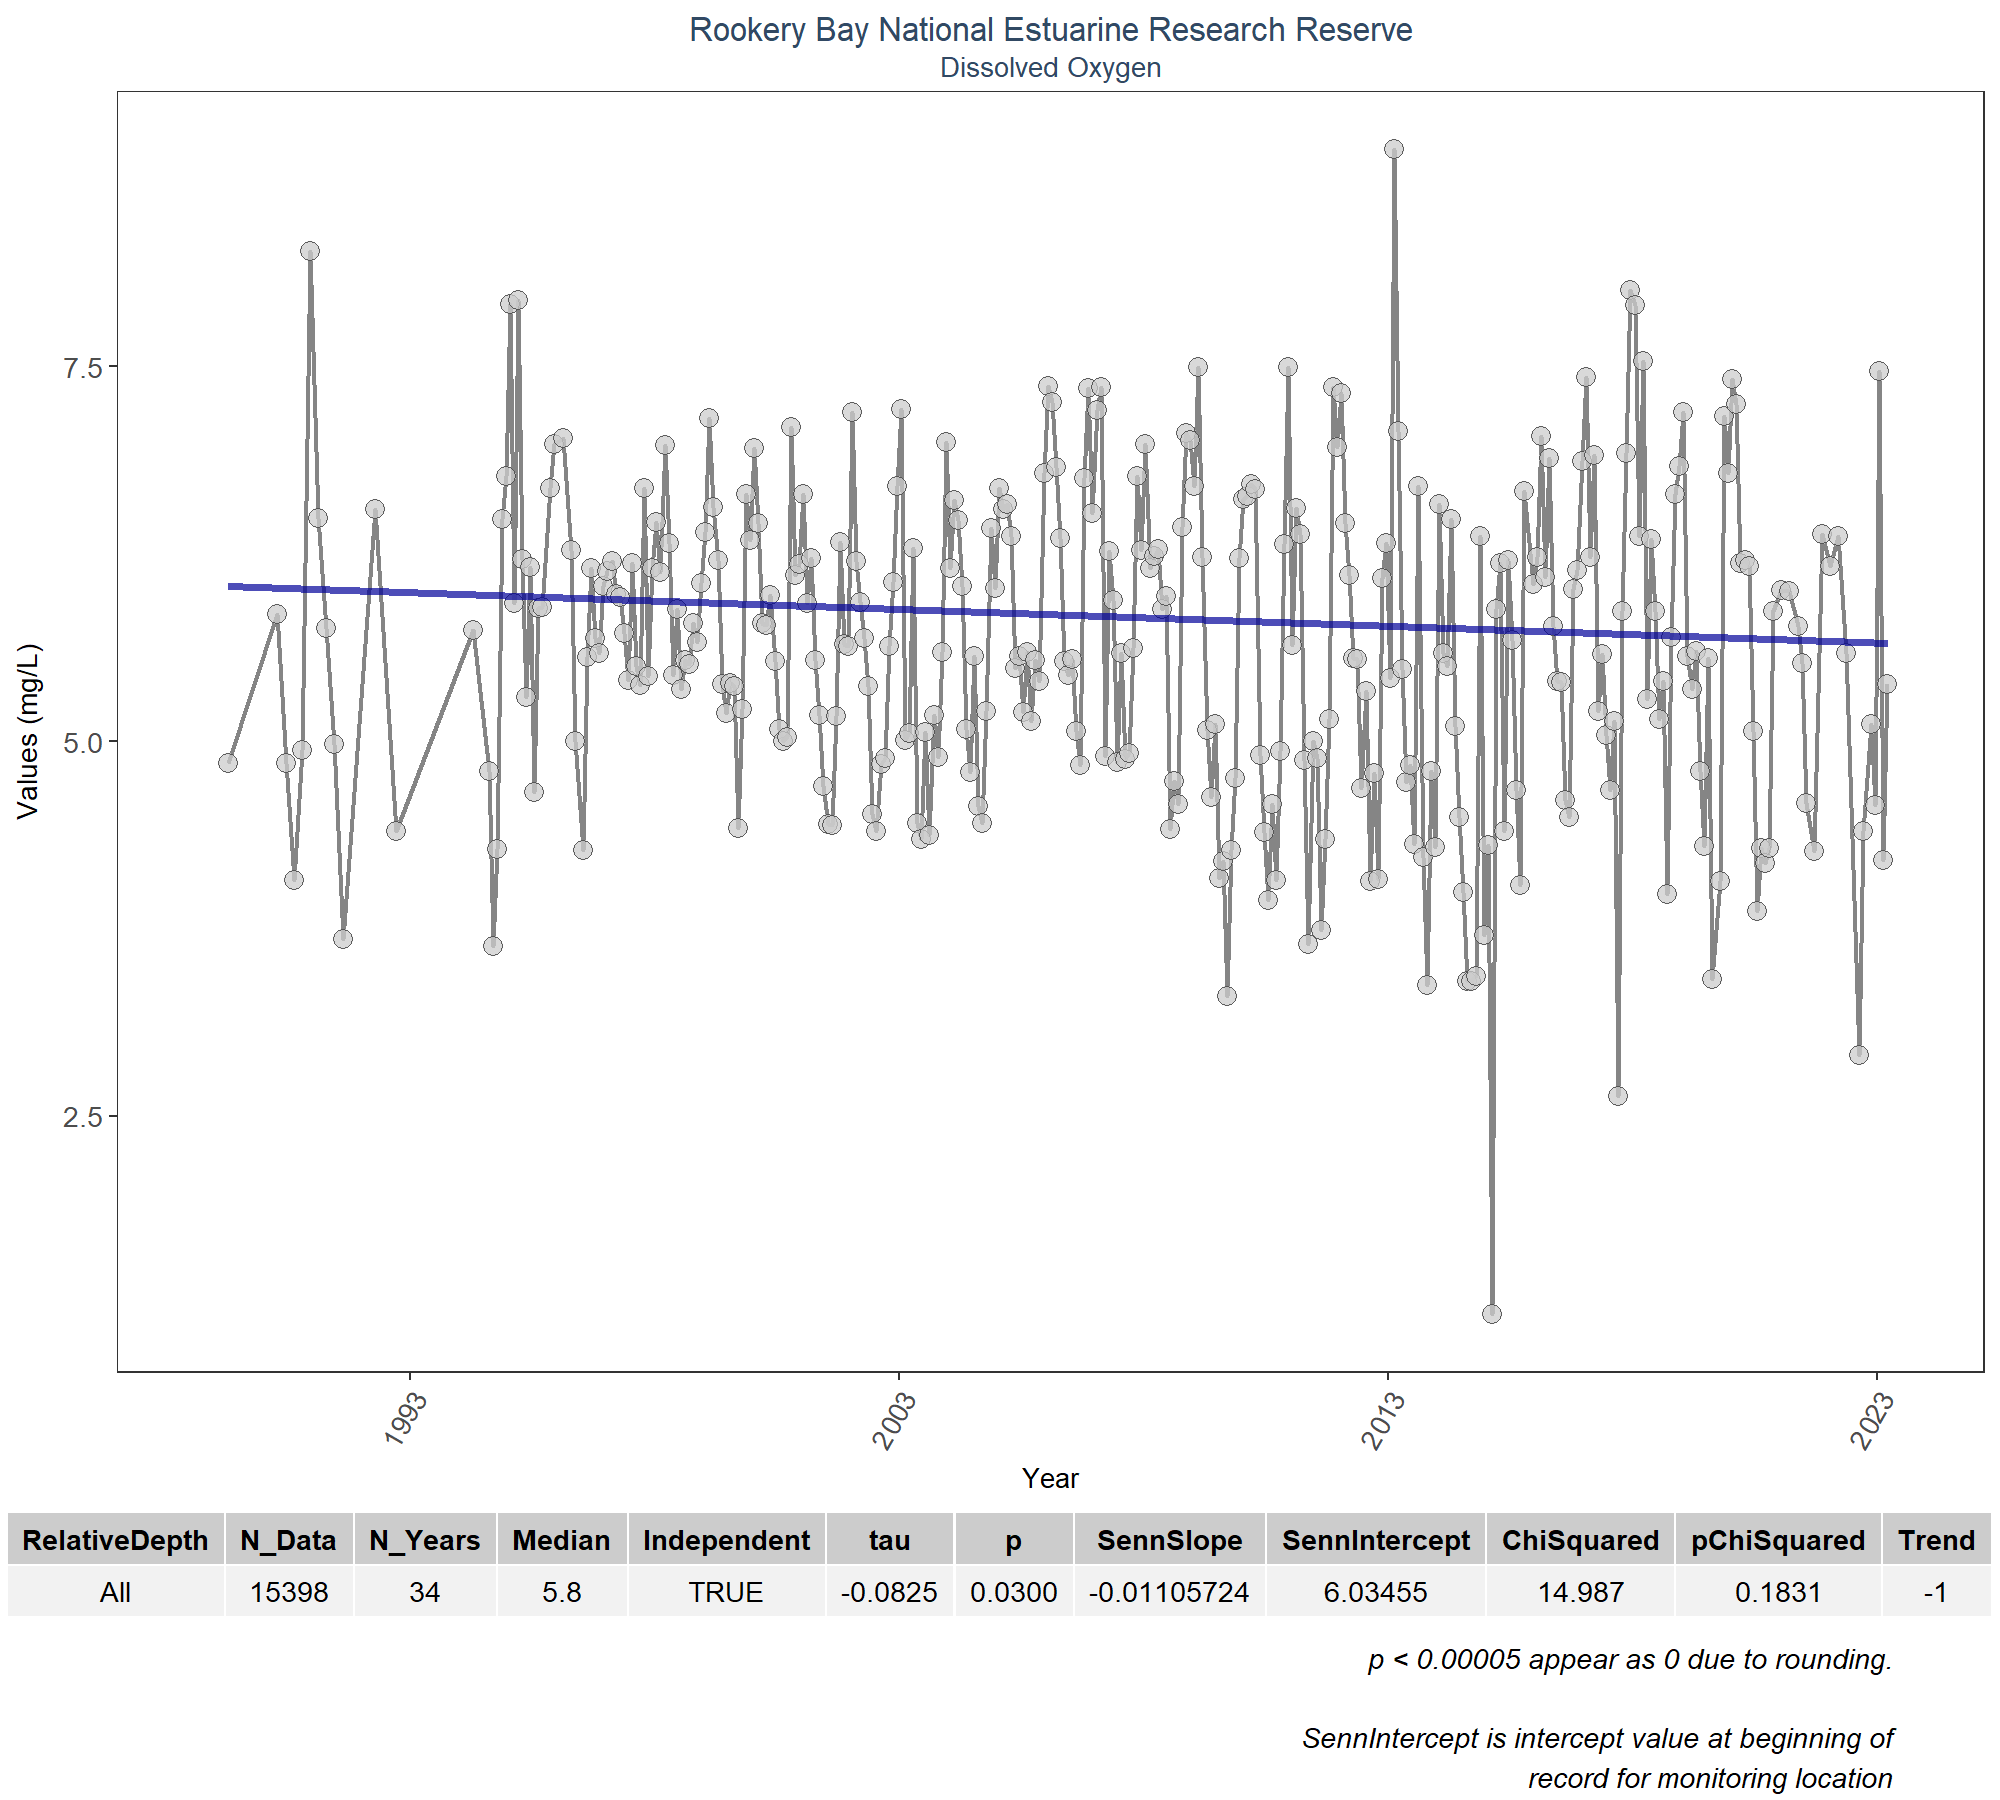 Rookery Bay National Estuarine Research Reserve
Dissolved Oxygen
Values (mg/L)
7.5
5.0
2.5
1993
2003
2013
2023
Year
RelativeDepth N_Data N_Years Median Independent tau p SennSlope SennIntercept ChiSquared pChiSquared Trend
All 15398 34 5.8 TRUE -0.0825 0.0300 -0.01105724 6.03455 14.987 0.1831 -1
p < 0.00005 appear as 0 due to rounding.
SennIntercept is intercept value at beginning of
record for monitoring location